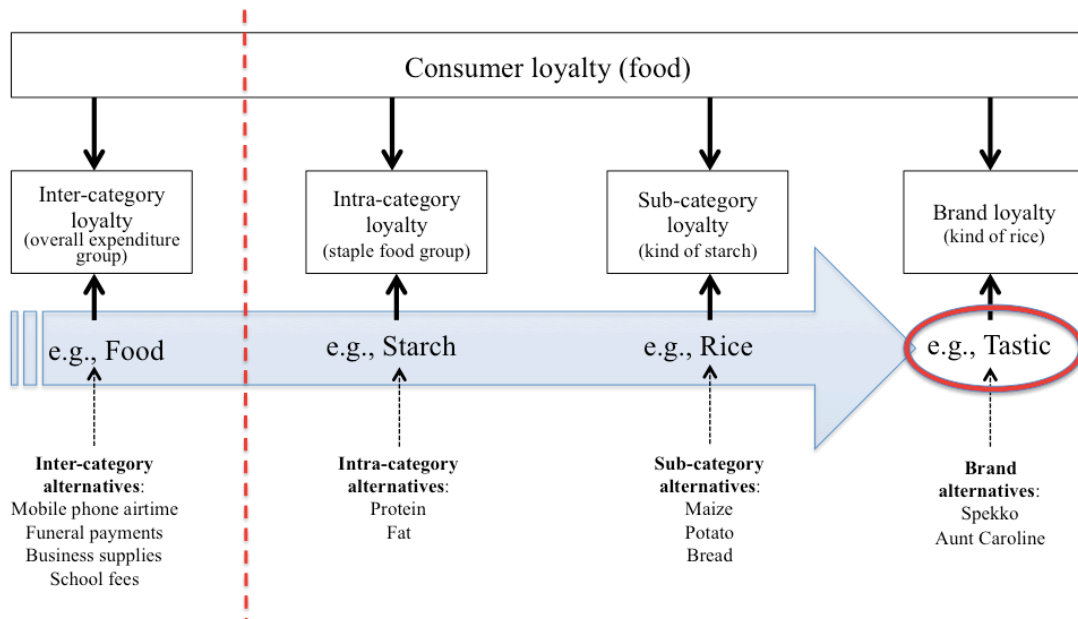 Consumer loyalty (food)
Inter-category
loyalty
(overall expenditure
group)
Intra-category
loyalty
(staple food group)
Sub-category
loyalty
(kind of starch)
Brand loyalty
(kind of rice)
e.g., Food
e.g., Starch
e.g., Rice
e.g., Tastic
Inter-category
alternatives:
Mobile phone airtime
Funeral payments
Business supplies
School fees
Intra-category
alternatives:
Protein
Fat
Sub-category
alternatives:
Maize
Potato
Bread
Brand
alternatives:
Spekko
Aunt Caroline